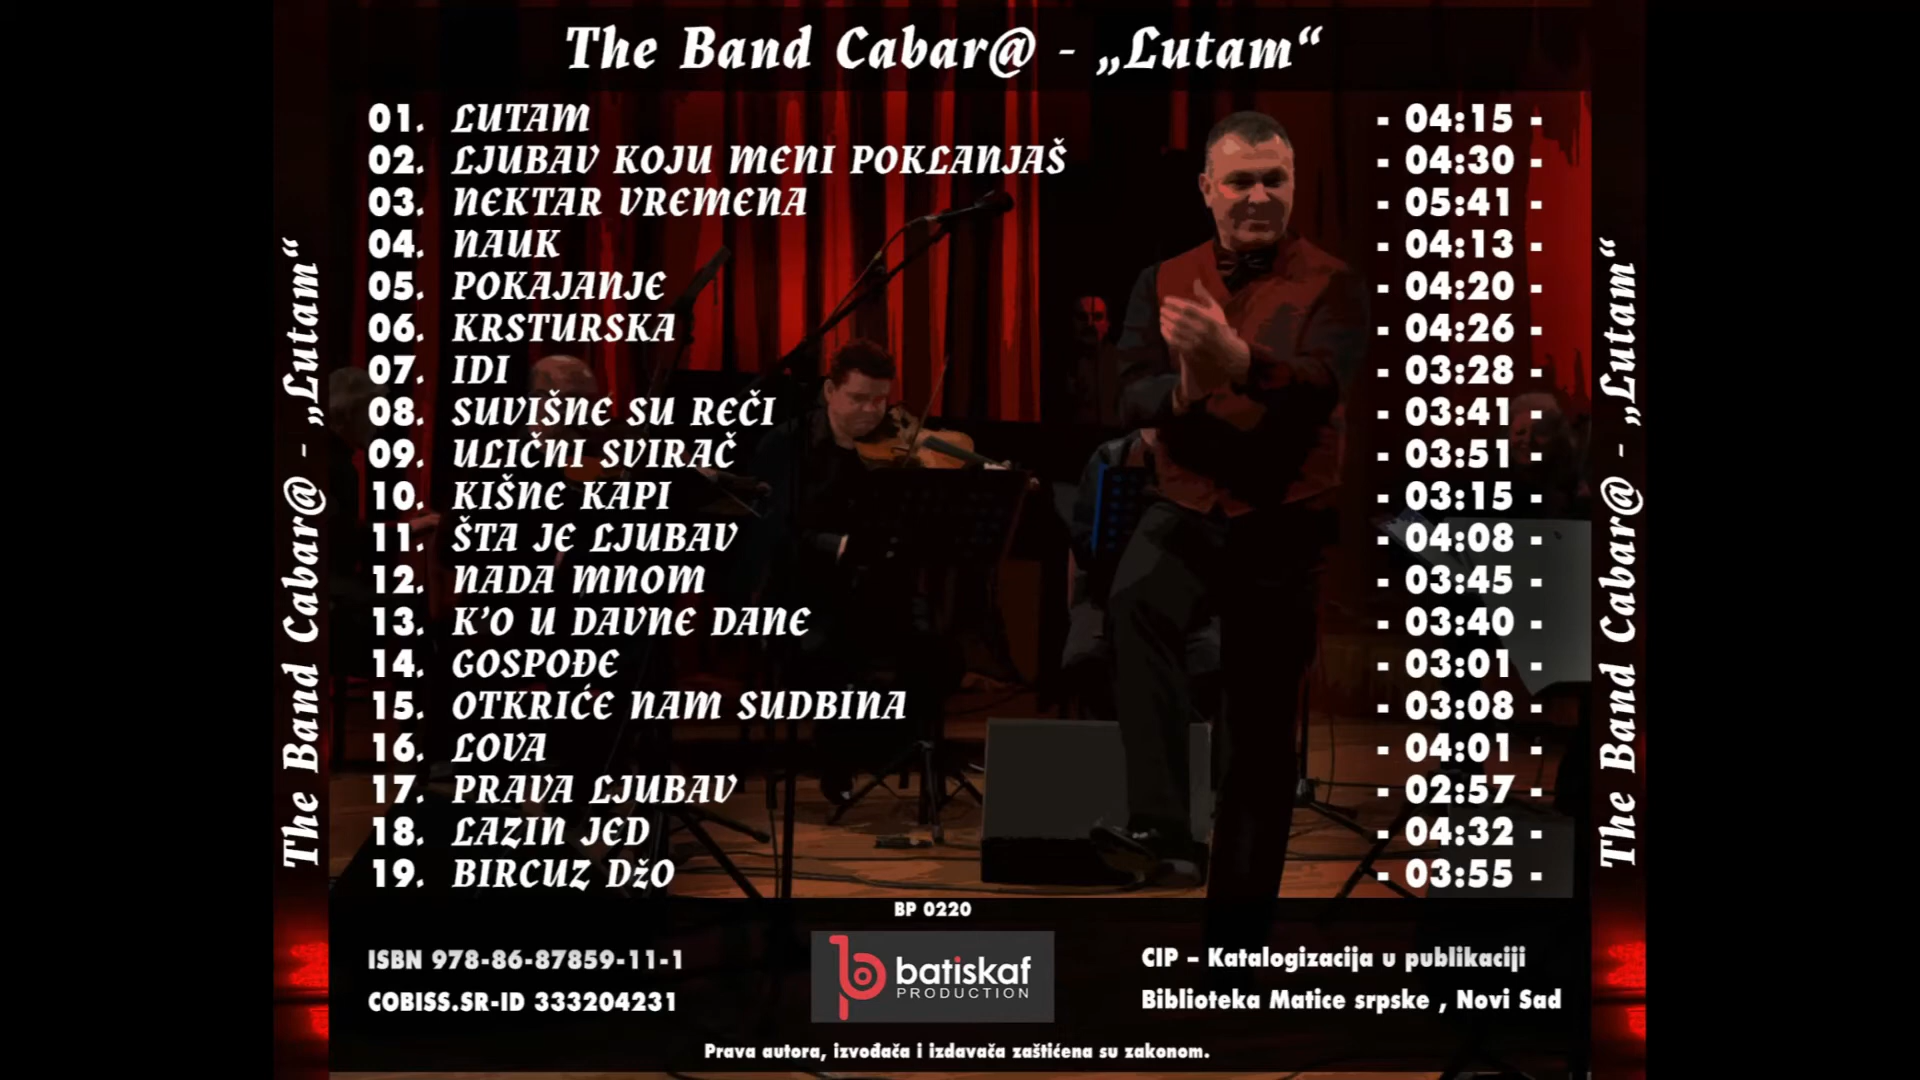 The Band Cabar@ - „Lutam“
01. LUTAM - 04:15 -
02. LJUBAV KOJU MENI POKLANJAŠ - 04:30 -
03. NEKTAR VREMENA - 05:41 -
04. NAUK - 04:13 -
05. POKAJANJE - 04:20 -
06. KRSTURSKA - 04:26 -
07. IDI - 03:28 -
08. SUVIŠNE SU REČI - 03:41 -
09. ULIČNI SVIRAČ - 03:51 -
10. KIŠNE KAPI - 03:15 -
11. ŠTA JE LJUBAV - 04:08 -
12. NADA MNOM - 03:45 -
13. K'O U DAVNE DANE - 03:40 -
14. GOSPOĐE - 03:01 -
15. OTKRIĆE NAM SUDBINA - 03:08 -
16. LOVA - 04:01 -
17. PRAVA LJUBAV - 02:57 -
18. LAZIN JED - 04:32 -
19. BIRCUZ DžO - 03:55 -
The Band Cabar@ - „Lutam“
The Band Cabar@ - „Lutam“
BP 0220
ISBN 978-86-87859-11-1
COBISS.SR-ID 333204231
batiskaf
PRODUCTION
CIP – Katalogizacija u publikaciji
Biblioteka Matice srpske , Novi Sad
Prava autora, izvođača i izdavača zaštićena su zakonom.